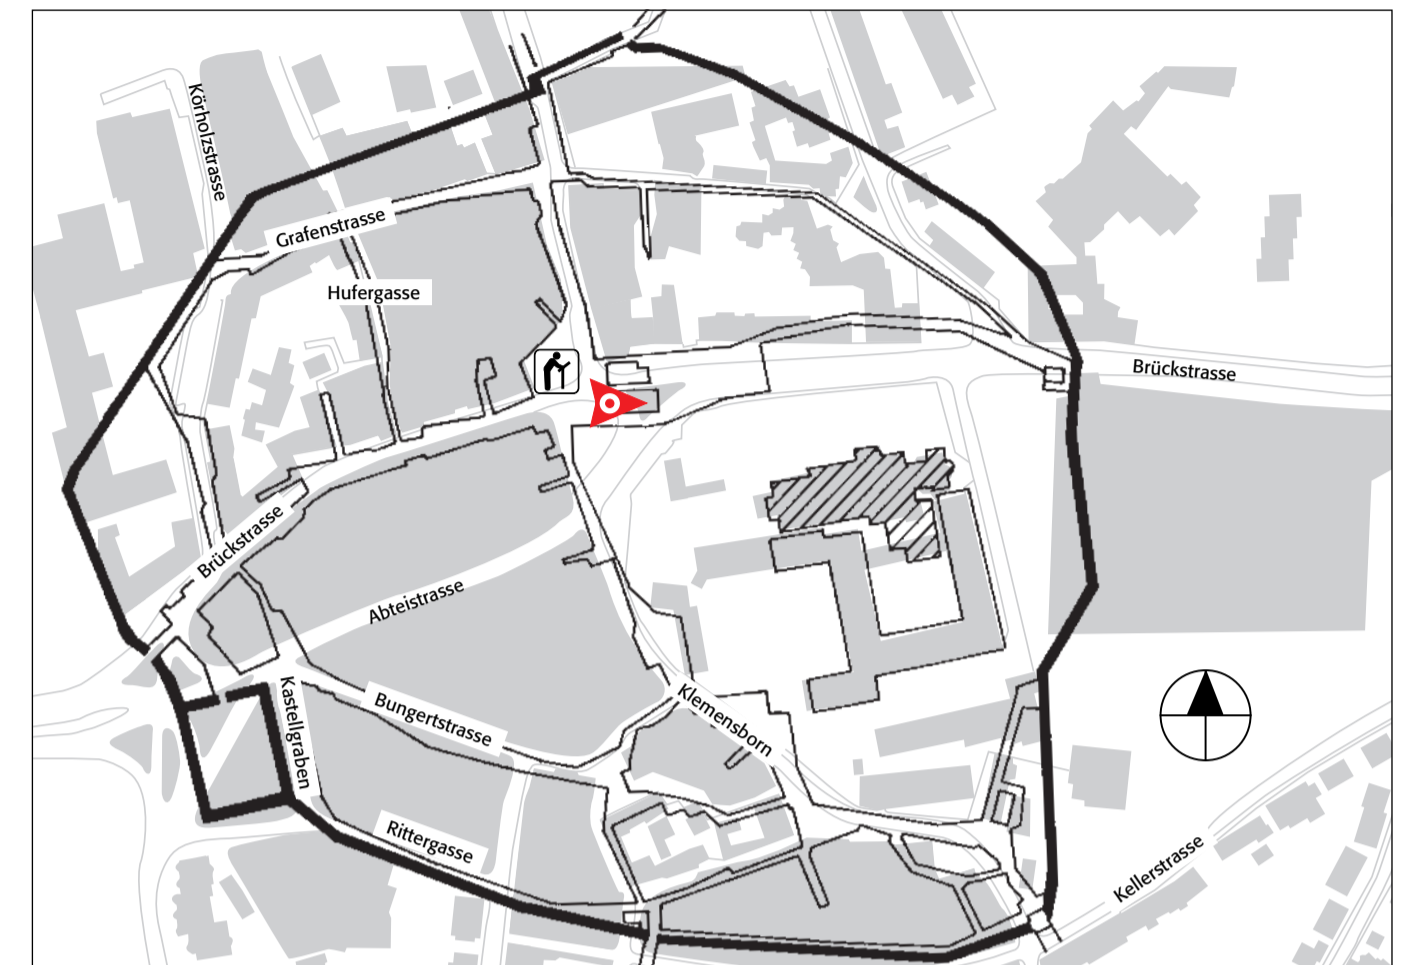 Körholzstrasse
Grafenstrasse
Hufergasse
Brückstrasse
Brückstrasse
Abteistrasse
Kastellgraben
Bungertstrasse
Klemensborn
Rittergasse
Kellerstrasse